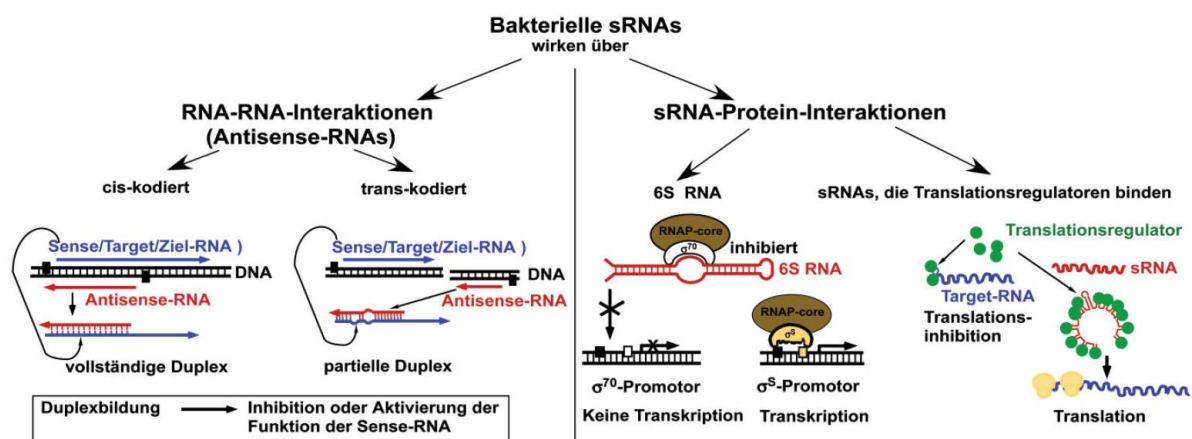 Bakterielle sRNAs
wirken über
RNA-RNA-Interaktionen
(Antisense-RNAs)
cis-kodiert
trans-kodiert
Sense/Target/Ziel-RNA )
DNA
Antisense-RNA
vollständige Duplex
Sense/Target/Ziel-RNA )
DNA
Antisense-RNA
partielle Duplex
Duplexbildung
Inhibition oder Aktivierung der
Funktion der Sense-RNA
sRNA-Protein-Interaktionen
6S RNA
RNAP-core
σ⁷⁰
inhibiert
6S RNA
x
σ⁷⁰-Promotor
Keine Transkription
RNAP-core
σˢ
σˢ-Promotor
Transkription
sRNAs, die Translationsregulatoren binden
Translationsregulator
sRNA
Target-RNA
Translations-
inhibition
Translation